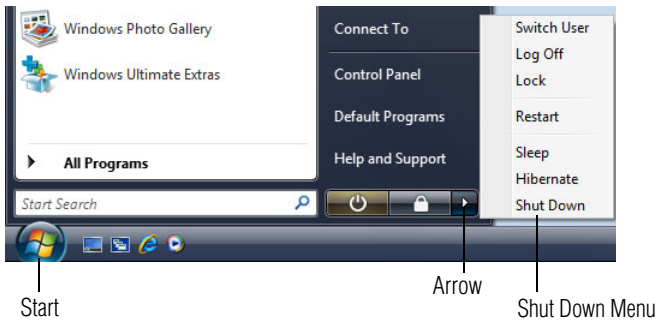 Windows Photo Gallery
Windows Ultimate Extras
All Programs
Start Search
Connect To
Control Panel
Default Programs
Help and Support
Switch User
Log Off
Lock
Restart
Sleep
Hibernate
Shut Down
Start
Arrow
Shut Down Menu